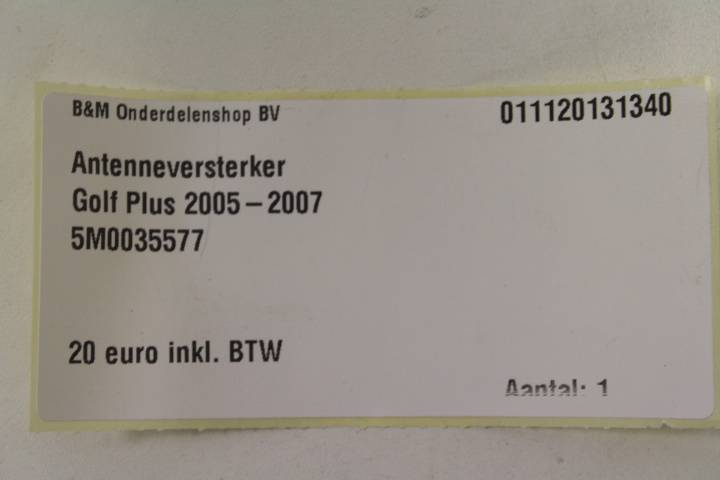 B&M Onderdelenshop BV 011120131340
Antenneversterker
Golf Plus 2005 – 2007
5M0035577
20 euro inkl. BTW
Aantal: 1